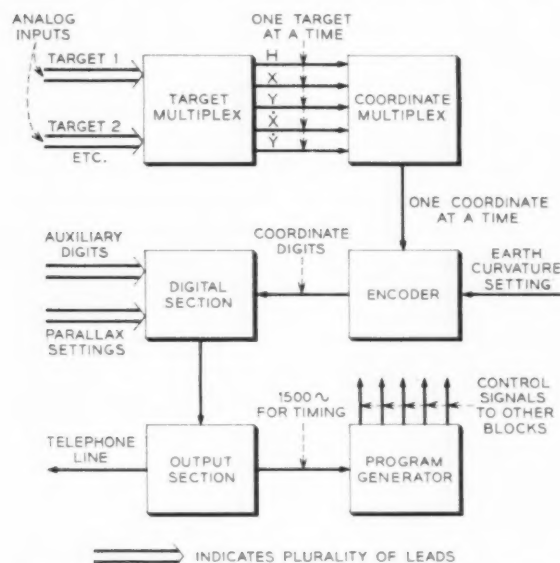 ANALOG
INPUTS
ONE TARGET
AT A TIME
TARGET 1
TARGET 2
ETC.
TARGET
MULTIPLEX
H
X
Y
Ẋ
Ẏ
COORDINATE
MULTIPLEX
ONE COORDINATE
AT A TIME
AUXILIARY
DIGITS
PARALLAX
SETTINGS
DIGITAL
SECTION
COORDINATE
DIGITS
ENCODER
EARTH
CURVATURE
SETTING
TELEPHONE
LINE
OUTPUT
SECTION
1500 ~
FOR TIMING
PROGRAM
GENERATOR
CONTROL
SIGNALS
TO OTHER
BLOCKS
INDICATES PLURALITY OF LEADS